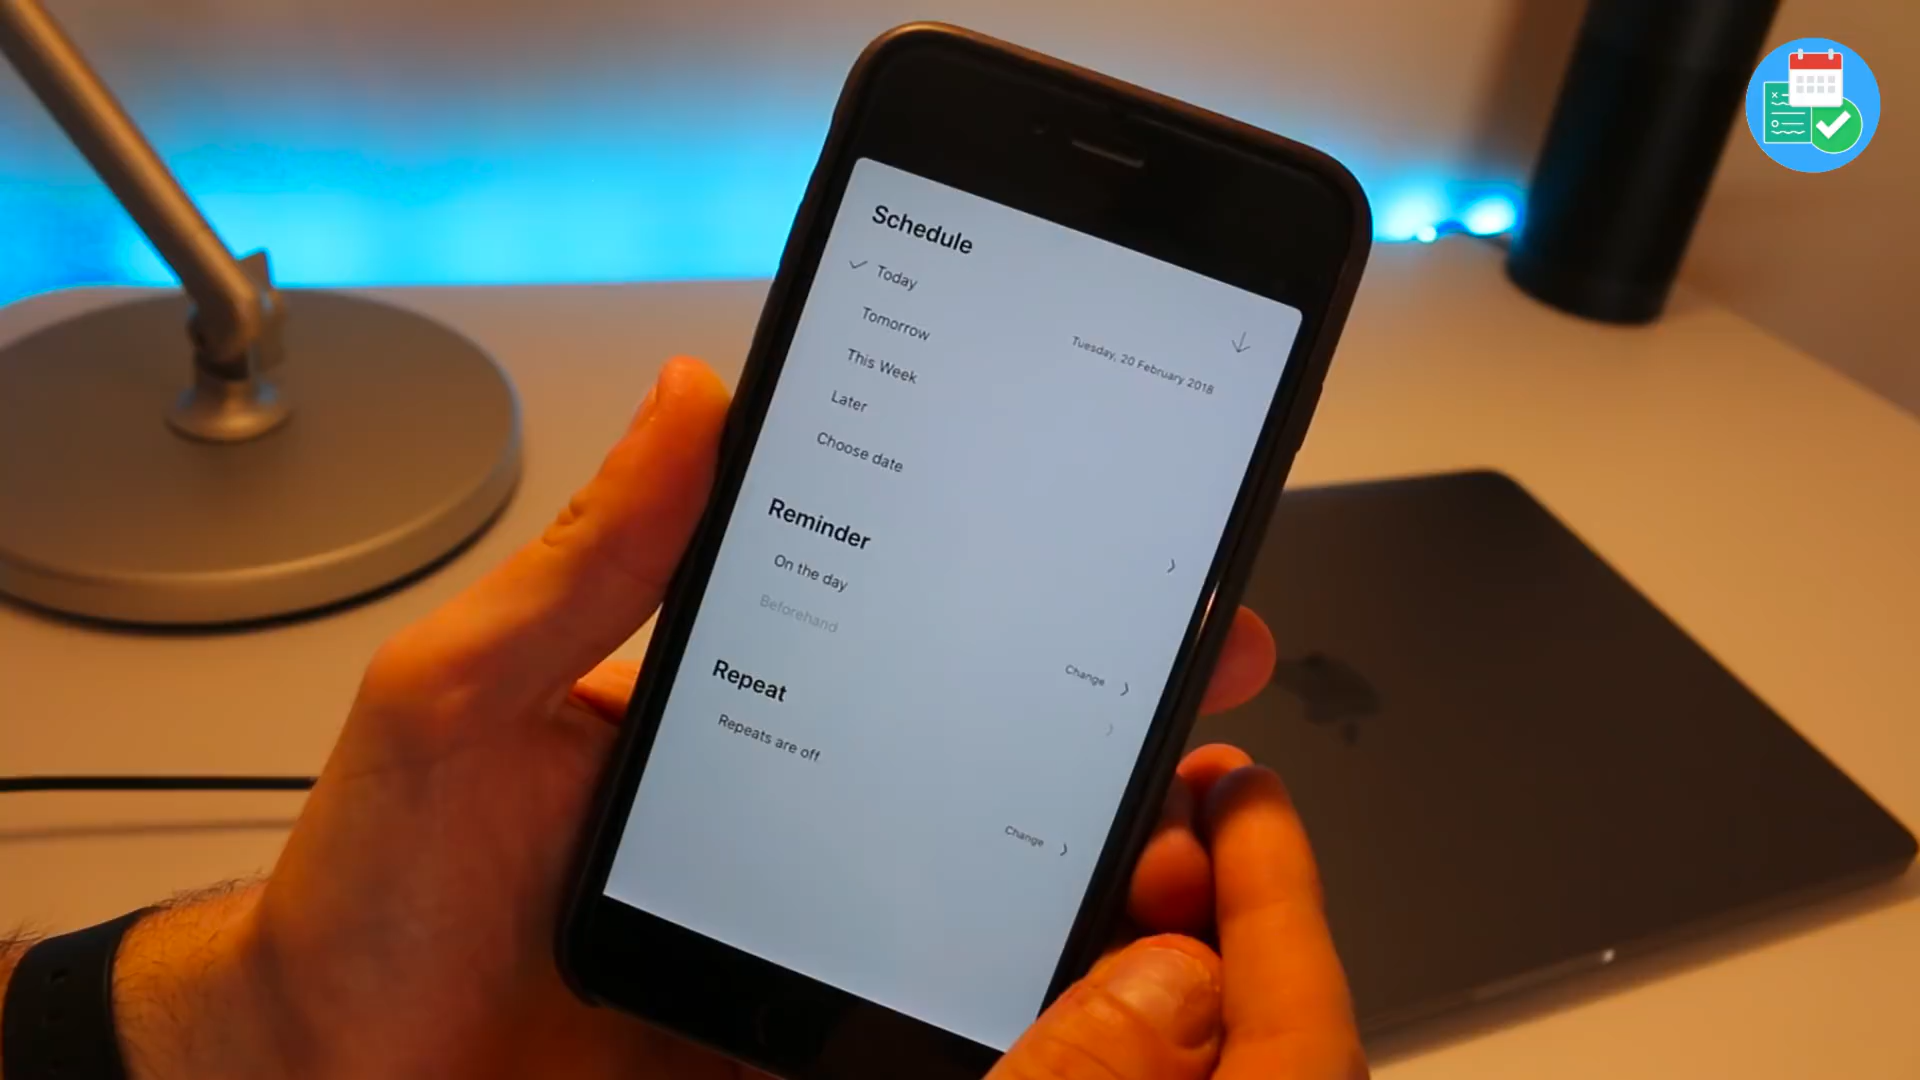 Schedule
Today
Tuesday, 20 February 2018
Tomorrow
This Week
Later
Choose date
Reminder
On the day
Change
Beforehand
Repeat
Repeats are off
Change